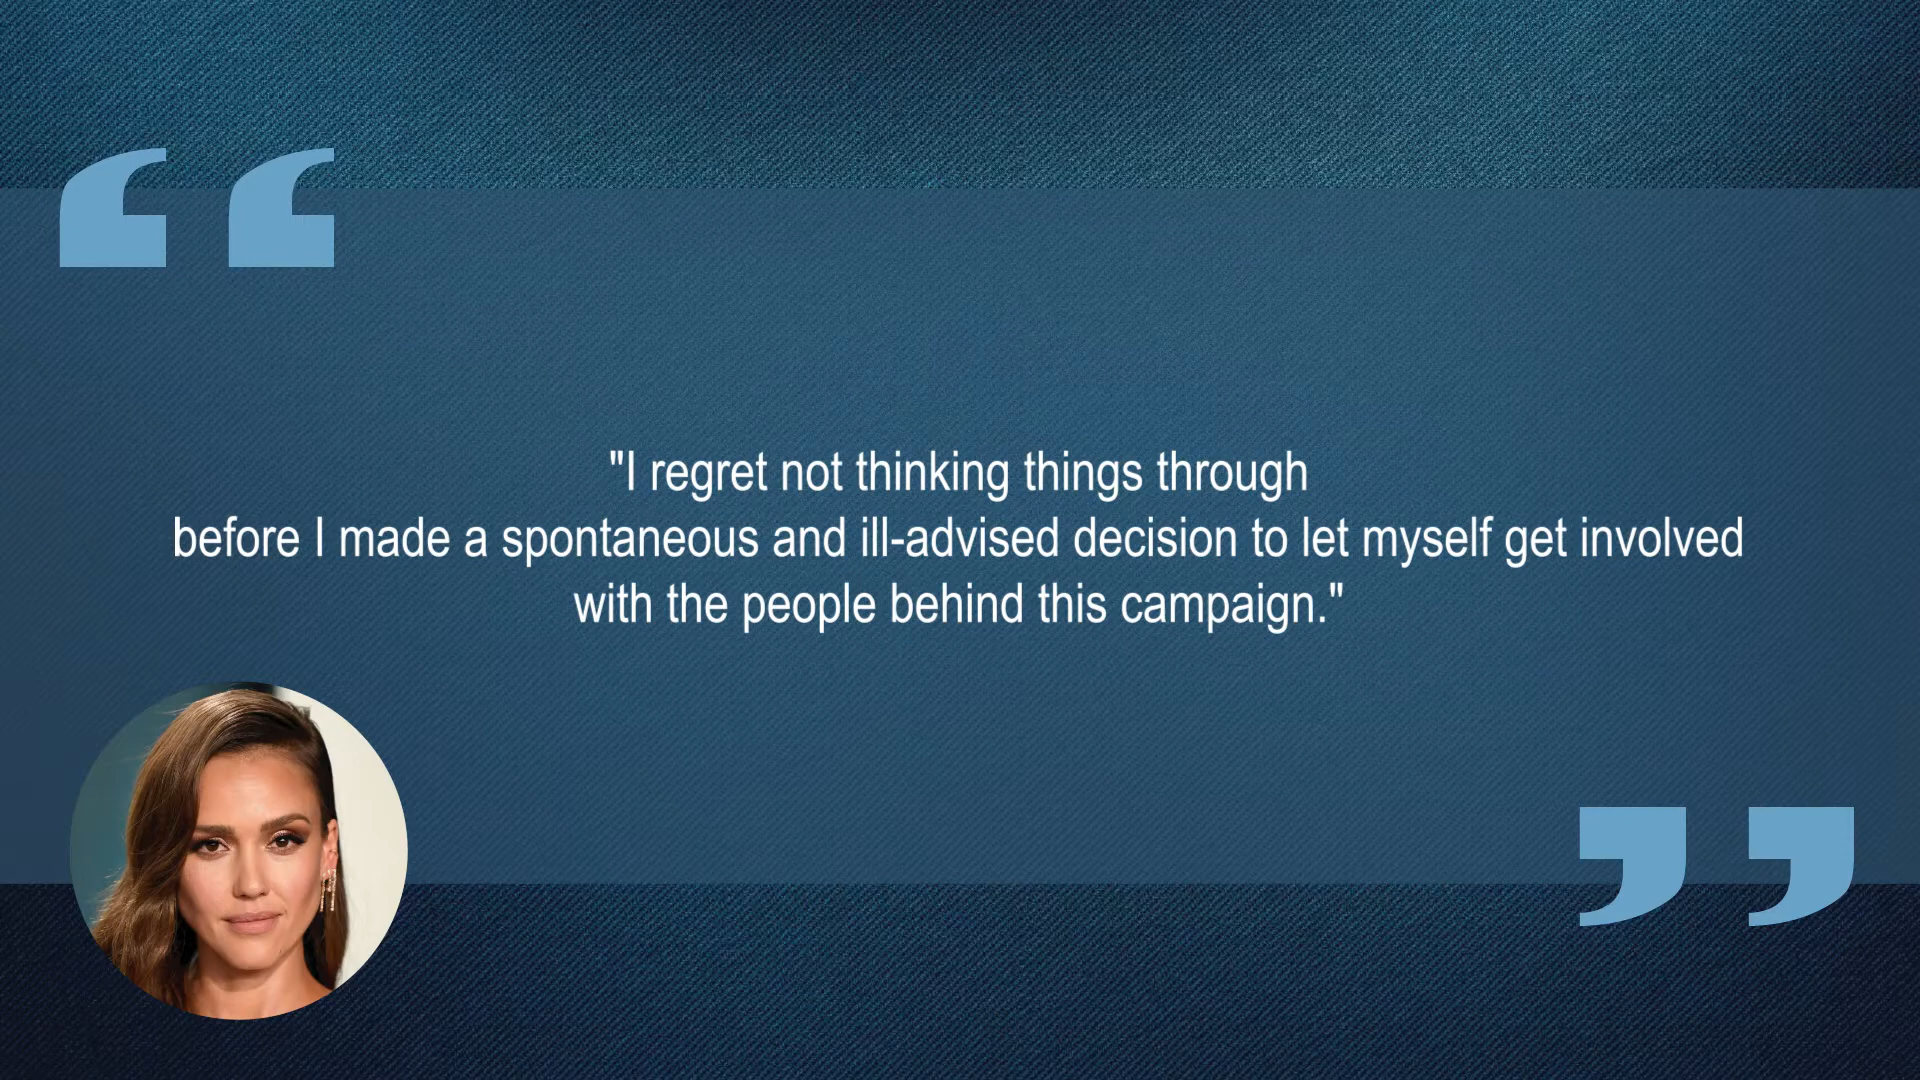 "I regret not thinking things through
before I made a spontaneous and ill-advised decision to let myself get involved
with the people behind this campaign."